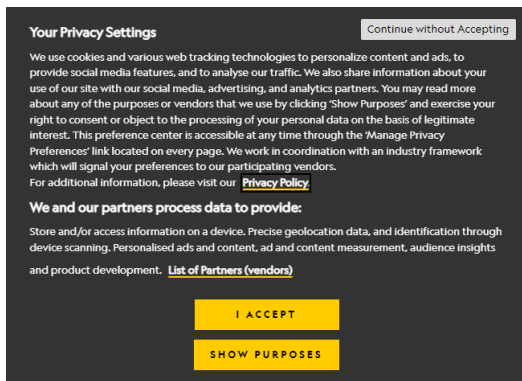 Your Privacy Settings
Continue without Accepting
We use cookies and various web tracking technologies to personalize content and ads, to
provide social media features, and to analyse our traffic. We also share information about your
use of our site with our social media, advertising, and analytics partners. You may read more
about any of the purposes or vendors that we use by clicking 'Show Purposes' and exercise your
right to consent or object to the processing of your personal data on the basis of legitimate
interest. This preference center is accessible at any time through the 'Manage Privacy
Preferences' link located on every page. We work in coordination with an industry framework
which will signal your preferences to our participating vendors.
For additional information, please visit our Privacy Policy.
We and our partners process data to provide:
Store and/or access information on a device. Precise geolocation data, and identification through
device scanning. Personalised ads and content, ad and content measurement, audience insights
and product development. List of Partners (vendors)
I ACCEPT
SHOW PURPOSES